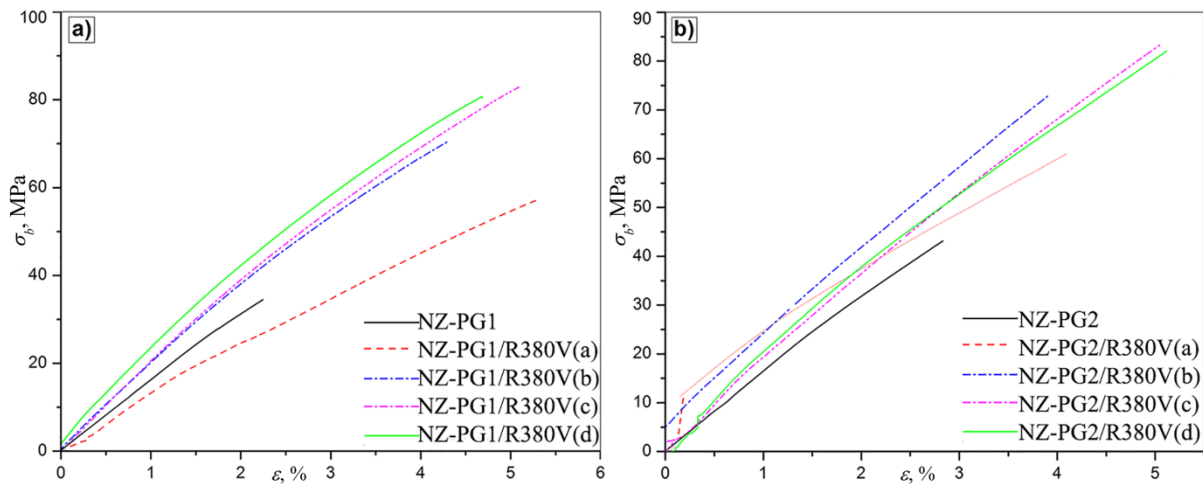 a)
100
80
60
40
20
0
σb, MPa
0 1 2 3 4 5 6
ε, %
NZ-PG1
NZ-PG1/R380V(a)
NZ-PG1/R380V(b)
NZ-PG1/R380V(c)
NZ-PG1/R380V(d)
b)
90
80
70
60
50
40
30
20
10
0
σb, MPa
0 1 2 3 4 5
ε, %
NZ-PG2
NZ-PG2/R380V(a)
NZ-PG2/R380V(b)
NZ-PG2/R380V(c)
NZ-PG2/R380V(d)